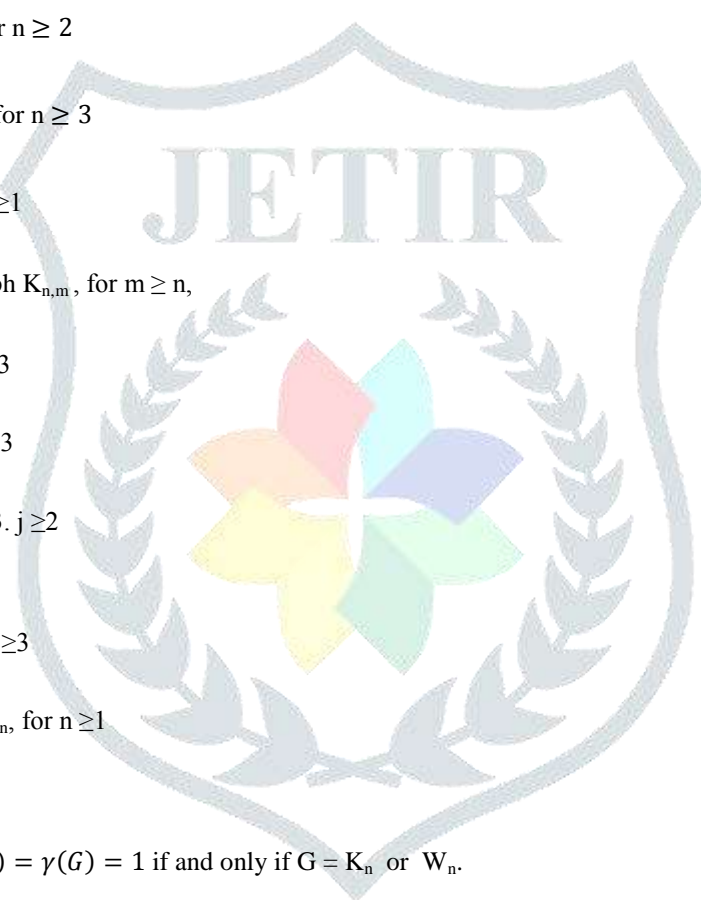 r n ≥ 2
for n ≥ 3
JETIR
≥1
ph Kₙ,ₘ , for m ≥ n,
3
3
. j ≥2
≥3
ₙ, for n ≥1
) = 𝛾(𝐺) = 1 if and only if G = Kₙ or Wₙ.